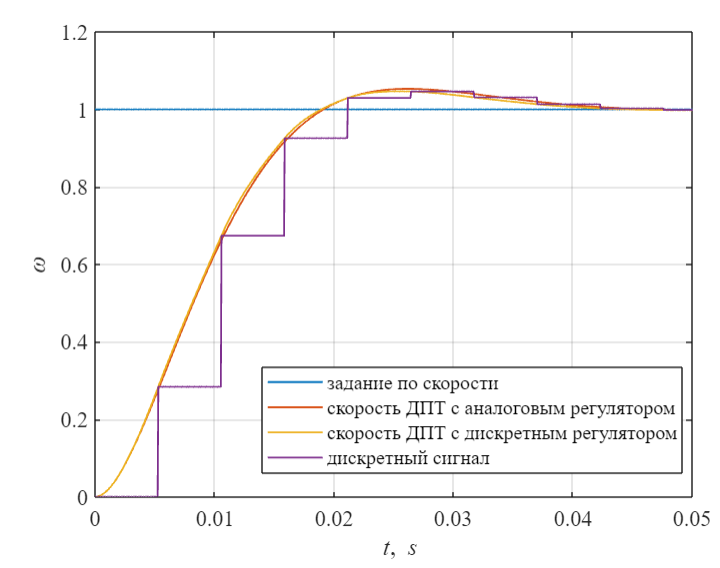 1.2
1
0.8
0.6
0.4
0.2
0
ω
задание по скорости
скорость ДПТ с аналоговым регулятором
скорость ДПТ с дискретным регулятором
дискретный сигнал
0 0.01 0.02 0.03 0.04 0.05
t, s